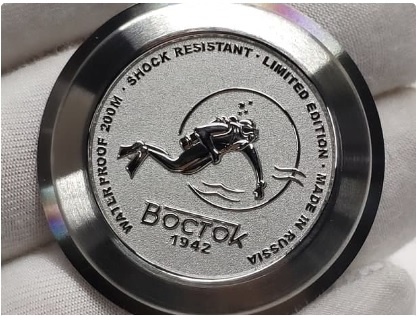 WATERPROOF 200M · SHOCK RESISTANT · LIMITED EDITION · MADE IN RUSSIA
Восток
1942